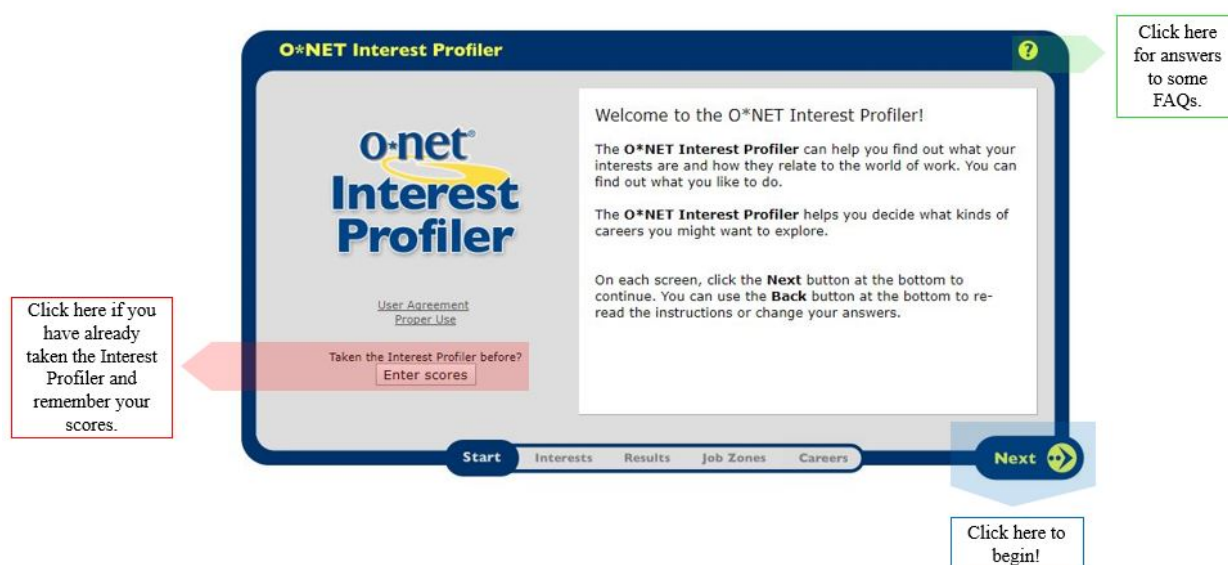 O*NET Interest Profiler
?
Click here
for answers
to some
FAQs.
o*net®
Interest
Profiler
User Agreement
Proper Use
Taken the Interest Profiler before?
Enter scores
Click here if you
have already
taken the Interest
Profiler and
remember your
scores.
Welcome to the O*NET Interest Profiler!
The O*NET Interest Profiler can help you find out what your
interests are and how they relate to the world of work. You can
find out what you like to do.
The O*NET Interest Profiler helps you decide what kinds of
careers you might want to explore.
On each screen, click the Next button at the bottom to
continue. You can use the Back button at the bottom to re-
read the instructions or change your answers.
Start Interests Results Job Zones Careers
Next
Click here to
begin!